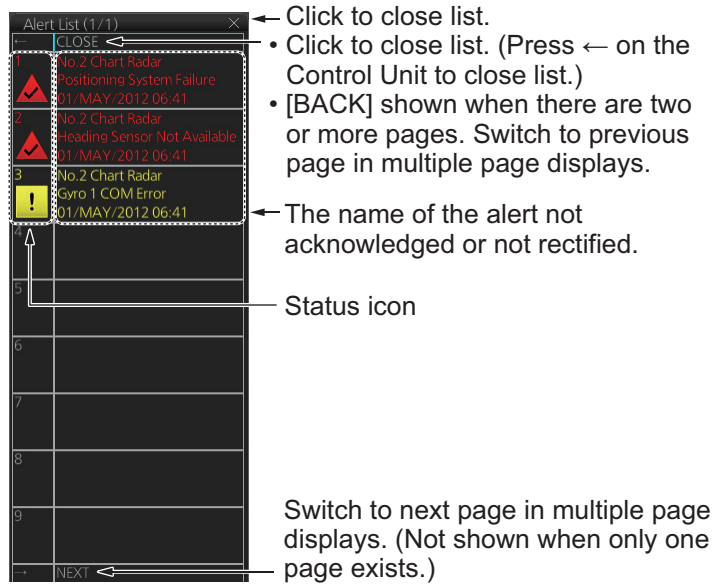 Alert List (1/1) ×
← CLOSE
1 No.2 Chart Radar
Positioning System Failure
01/MAY/2012 06:41
2 No.2 Chart Radar
Heading Sensor Not Available
01/MAY/2012 06:41
3 No.2 Chart Radar
! Gyro 1 COM Error
01/MAY/2012 06:41
4
5
6
7
8
9
→ NEXT
Click to close list.
• Click to close list. (Press ← on the
Control Unit to close list.)
• [BACK] shown when there are two
or more pages. Switch to previous
page in multiple page displays.
The name of the alert not
acknowledged or not rectified.
Status icon
Switch to next page in multiple page
displays. (Not shown when only one
page exists.)